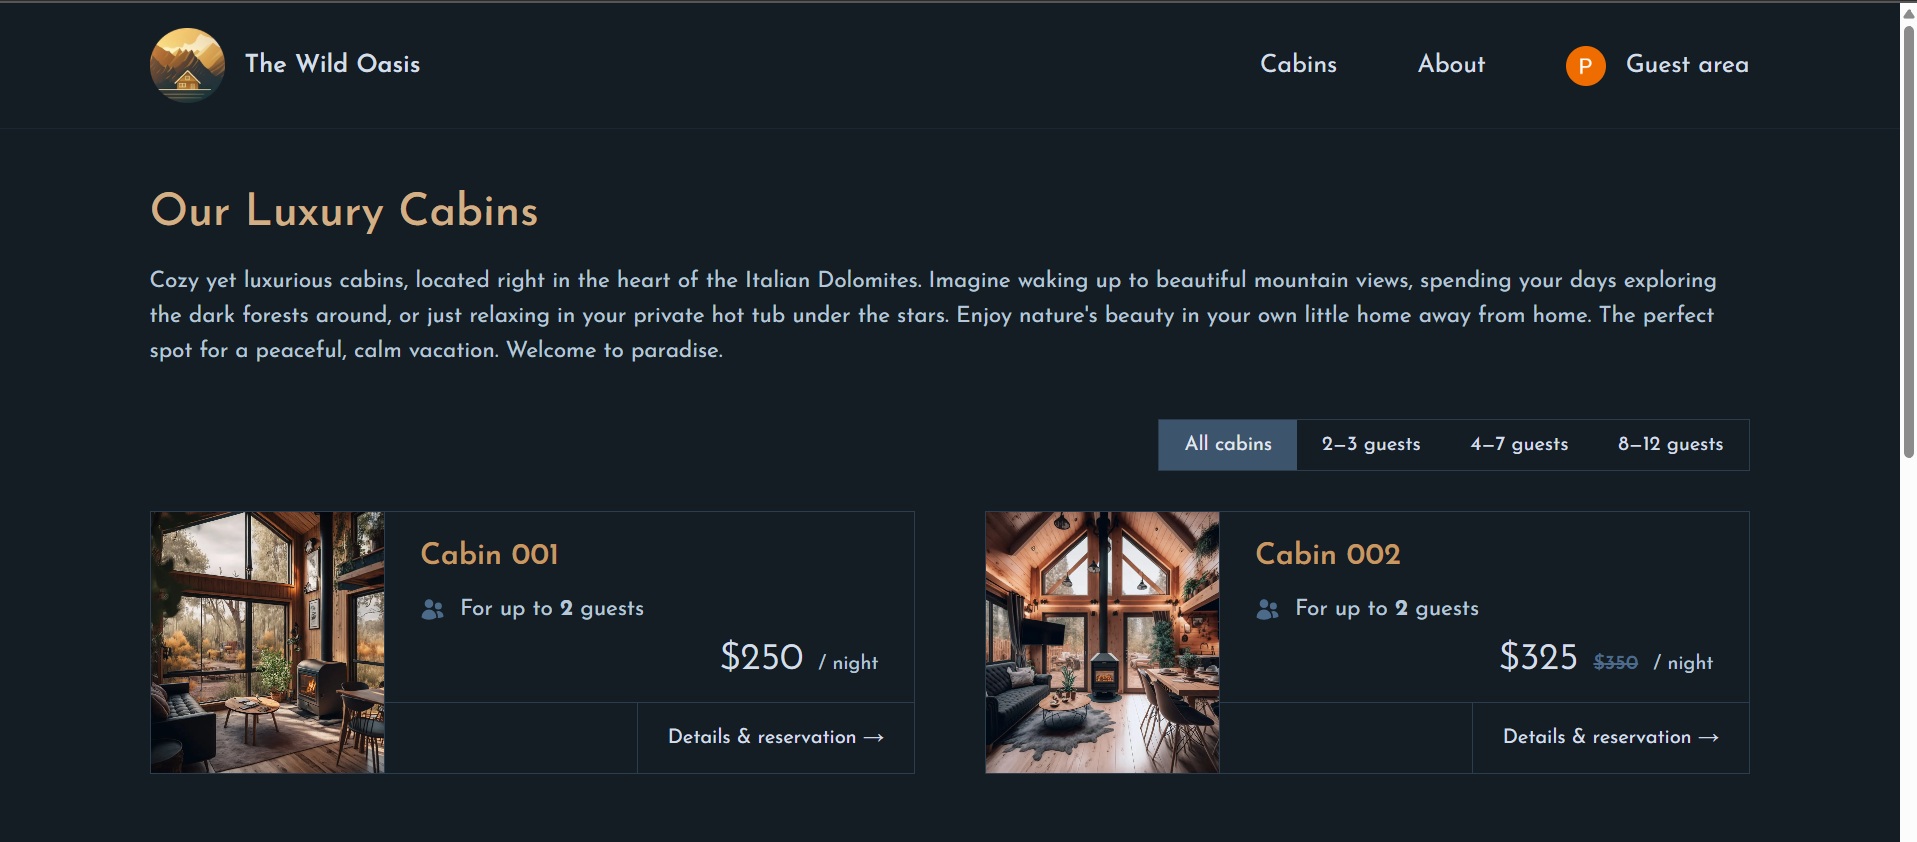 The Wild Oasis
Cabins
About
P
Guest area
Our Luxury Cabins
Cozy yet luxurious cabins, located right in the heart of the Italian Dolomites. Imagine waking up to beautiful mountain views, spending your days exploring
the dark forests around, or just relaxing in your private hot tub under the stars. Enjoy nature's beauty in your own little home away from home. The perfect
spot for a peaceful, calm vacation. Welcome to paradise.
All cabins
2–3 guests
4–7 guests
8–12 guests
Cabin 001
For up to 2 guests
$250 / night
Details & reservation →
Cabin 002
For up to 2 guests
$325 $350 / night
Details & reservation →